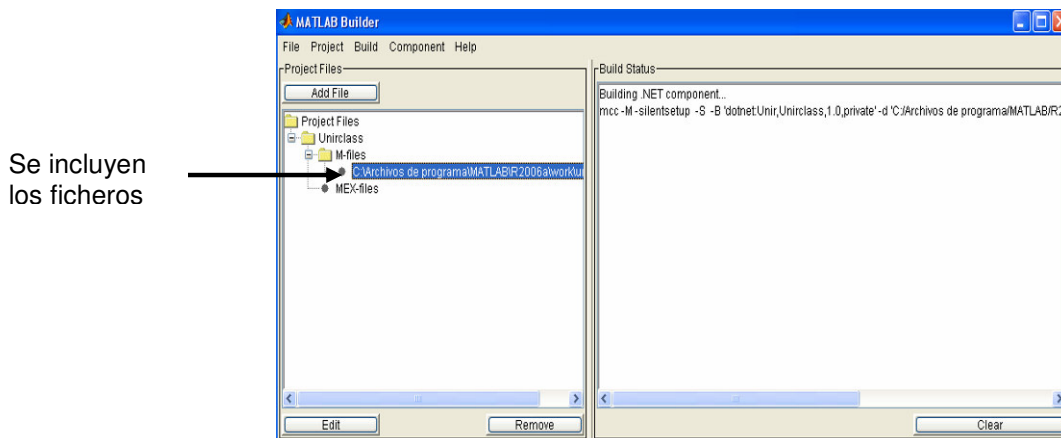 MATLAB Builder
File Project Build Component Help
Project Files
Build Status
Add File
Building .NET component...
mcc -M -silentsetup -S -B 'dotnet:Unir,Unirclass,1.0,private' -d 'C:/Archivos de programa/MATLAB/R2
Project Files
Unirclass
M-files
C:\Archivos de programa\MATLAB\R2006a\work\u
MEX-files
Se incluyen
los ficheros
Edit
Remove
Clear